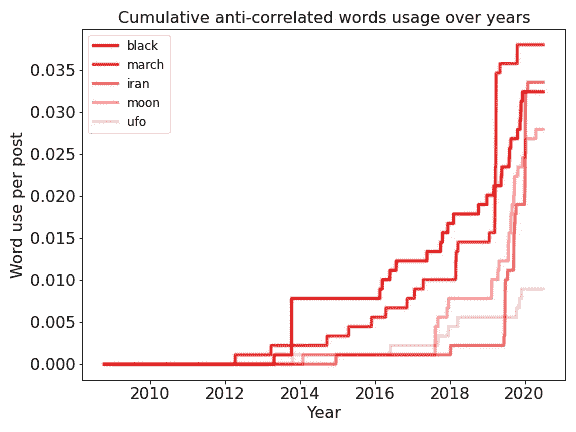 Cumulative anti-correlated words usage over years
black
march
iran
moon
ufo
0.035
0.030
0.025
0.020
0.015
0.010
0.005
0.000
Word use per post
2010
2012
2014
2016
2018
2020
Year